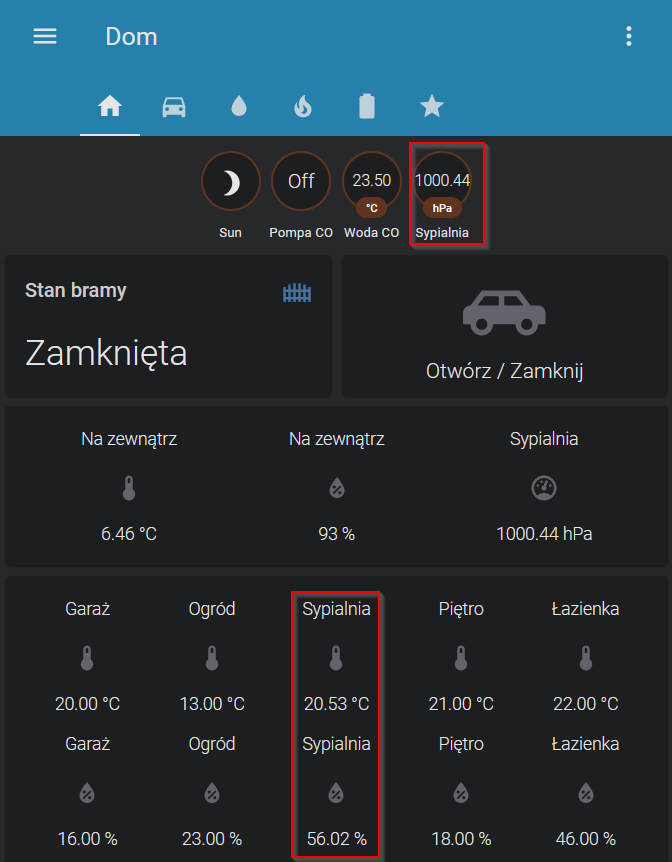 Dom
Off
23.50
1000.44
°C
hPa
Sun
Pompa CO
Woda CO
Sypialnia
Stan bramy
Zamknięta
Otwórz / Zamknij
Na zewnątrz
Na zewnątrz
Sypialnia
6.46 °C
93 %
1000.44 hPa
Garaż
Ogród
Sypialnia
Piętro
Łazienka
20.00 °C
13.00 °C
20.53 °C
21.00 °C
22.00 °C
Garaż
Ogród
Sypialnia
Piętro
Łazienka
16.00 %
23.00 %
56.02 %
18.00 %
46.00 %